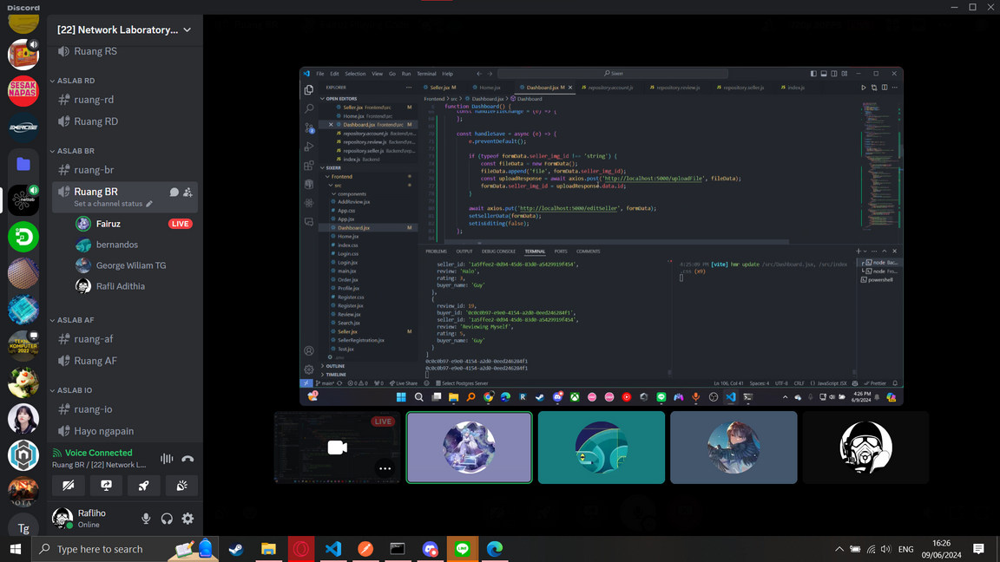 Discord
[22] Network Laboratory...
Ruang RS
ASLAB RD
ruang-rd
Ruang RD
ASLAB BR
ruang-br
Ruang BR
Set a channel status
Fairuz
LIVE
bernandos
George Wiliam TG
Rafli Adithia
ASLAB AF
ruang-af
Ruang AF
ASLAB IO
ruang-io
Hayo ngapain
Voice Connected
Ruang BR / [22] Network L...
Rafliho
Online
SESAK
NAPAS
EXERCISE
netlab
TEKNIK
KOMPUTER
2022
DOTA
Tg
File Edit Selection View Go Run Terminal Help
Sixerr
EXPLORER
Seller.jsx M
Home.jsx
Dashboard.jsx M
repository.account.js
repository.review.js
repository.seller.js
index.js
Frontend > src > Dashboard.jsx > Dashboard
OPEN EDITORS
Seller.jsx Frontend\src M
Home.jsx Frontend\src
Dashboard.jsx Frontend\src M
repository.account.js Backend\re...
repository.review.js Backend\rep...
repository.seller.js Backend\rep...
index.js Backend
SIXERR
Frontend
src
components
AddReview.jsx
App.css
App.jsx
Dashboard.jsx M
Home.jsx
index.css
Login.css
Login.jsx
main.jsx
Order.jsx
Profile.jsx
Register.css
Register.jsx
Review.jsx
Search.jsx
Seller.jsx M
SellerRegistration.jsx
Test.jsx
.env
OUTLINE
TIMELINE
function Dashboard() {
const handleFileChange = (e) => {
};
const handleSave = async (e) => {
e.preventDefault();
if (typeof formData.seller_img_id !== 'string') {
const fileData = new FormData();
fileData.append('file', formData.seller_img_id);
const uploadResponse = await axios.post('http://localhost:5000/uploadFile', fileData);
formData.seller_img_id = uploadResponse.data.id;
}
await axios.put('http://localhost:5000/editSeller', formData);
setSellerData(formData);
setIsEditing(false);
};
PROBLEMS OUTPUT DEBUG CONSOLE TERMINAL PORTS COMMENTS
seller_id: '1a5ffee2-0d94-45d6-83d0-a5429919f454',
review: 'Halo',
rating: 3,
buyer_name: 'Guy'
},
{
review_id: 19,
buyer_id: '0c0c0b97-e9e0-4154-a2d0-0eed246284f1',
seller_id: '1a5ffee2-0d94-45d6-83d0-a5429919f454',
review: 'Reviewing Myself',
rating: 5,
buyer_name: 'Guy'
}
]
0c0c0b97-e9e0-4154-a2d0-0eed246284f1
0c0c0b97-e9e0-4154-a2d0-0eed246284f1
4:25:09 PM [vite] hmr update /src/Dashboard.jsx, /src/index
.css (x9)
node Bac...
node Fro...
powershell
main* 0 0 0 Live Share Select Postgres Server
Ln 106, Col 41 Spaces: 4 UTF-8 CRLF {} JavaScript JSX Prettier
4:26 PM
6/9/2024
LIVE
Type here to search
ENG
16:26
09/06/2024